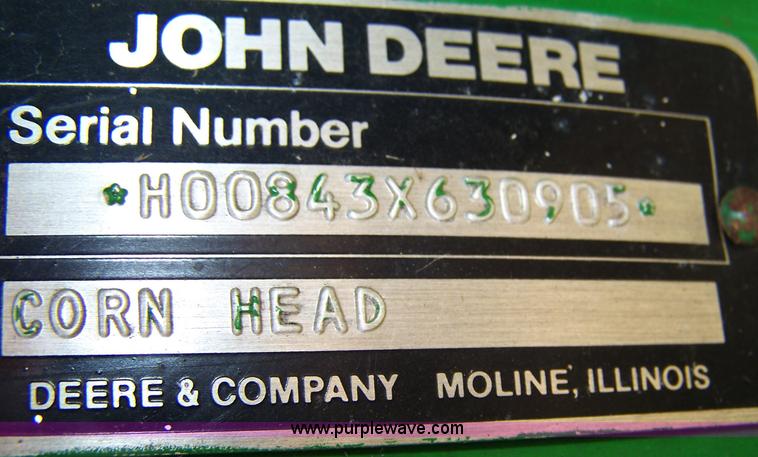 JOHN DEERE
Serial Number
*H00843X630905*
CORN HEAD
DEERE & COMPANY MOLINE, ILLINOIS
www.purplewave.com